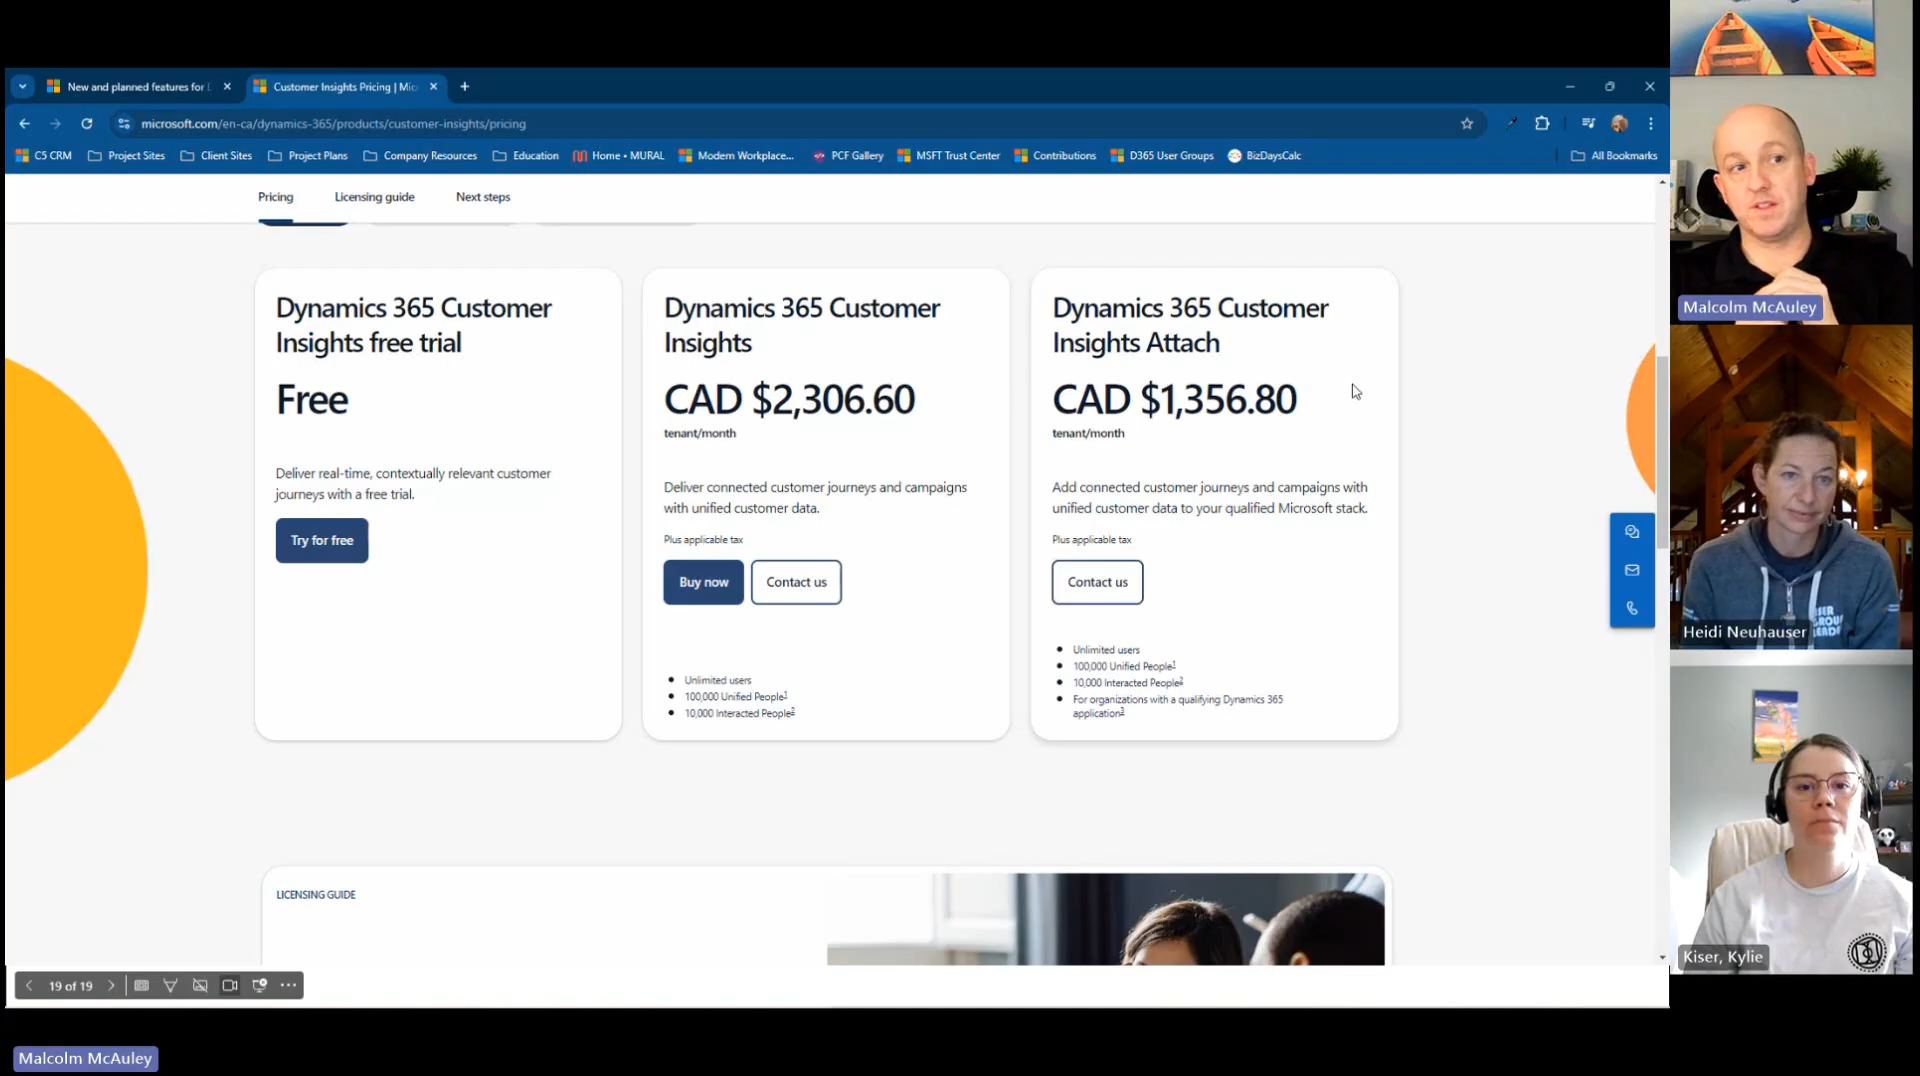 New and planned features for D
Customer Insights Pricing | Mic
microsoft.com/en-ca/dynamics-365/products/customer-insights/pricing
C5 CRM
Project Sites
Client Sites
Project Plans
Company Resources
Education
Home • MURAL
Modern Workplace...
PCF Gallery
MSFT Trust Center
Contributions
D365 User Groups
BizDaysCalc
All Bookmarks
Pricing
Licensing guide
Next steps
Dynamics 365 Customer
Insights free trial
Free
Deliver real-time, contextually relevant customer
journeys with a free trial.
Try for free
Dynamics 365 Customer
Insights
CAD $2,306.60
tenant/month
Deliver connected customer journeys and campaigns
with unified customer data.
Plus applicable tax
Buy now
Contact us
Unlimited users
100,000 Unified People1
10,000 Interacted People2
Dynamics 365 Customer
Insights Attach
CAD $1,356.80
tenant/month
Add connected customer journeys and campaigns with
unified customer data to your qualified Microsoft stack.
Plus applicable tax
Contact us
Unlimited users
100,000 Unified People1
10,000 Interacted People2
For organizations with a qualifying Dynamics 365
application3
LICENSING GUIDE
19 of 19
Malcolm McAuley
GROUP
Heidi Neuhauser
Kiser, Kylie
Malcolm McAuley